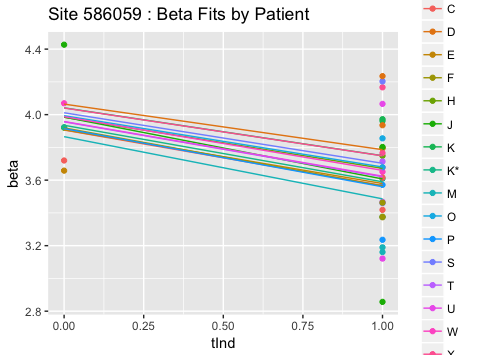 Site 586059 : Beta Fits by Patient
beta
4.4
4.0
3.6
3.2
2.8
0.00
0.25
0.50
0.75
1.00
tInd
C
D
E
F
H
J
K
K*
M
O
P
S
T
U
W